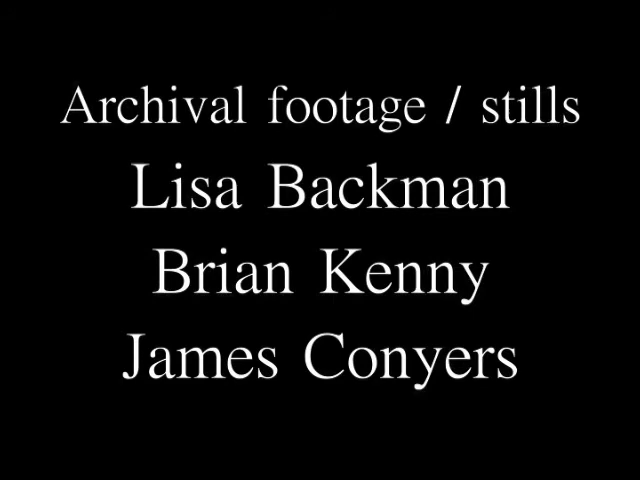 Archival footage / stills
Lisa Backman
Brian Kenny
James Conyers